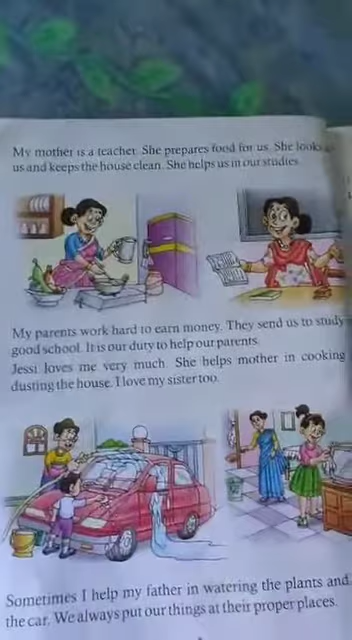 My mother is a teacher. She prepares food for us. She looks
us and keeps the house clean. She helps us in our studies.
My parents work hard to earn money. They send us to study
good school. It is our duty to help our parents.
Jessi loves me very much. She helps mother in cooking
dusting the house. I love my sister too.
Sometimes I help my father in watering the plants and
the car. We always put our things at their proper places.